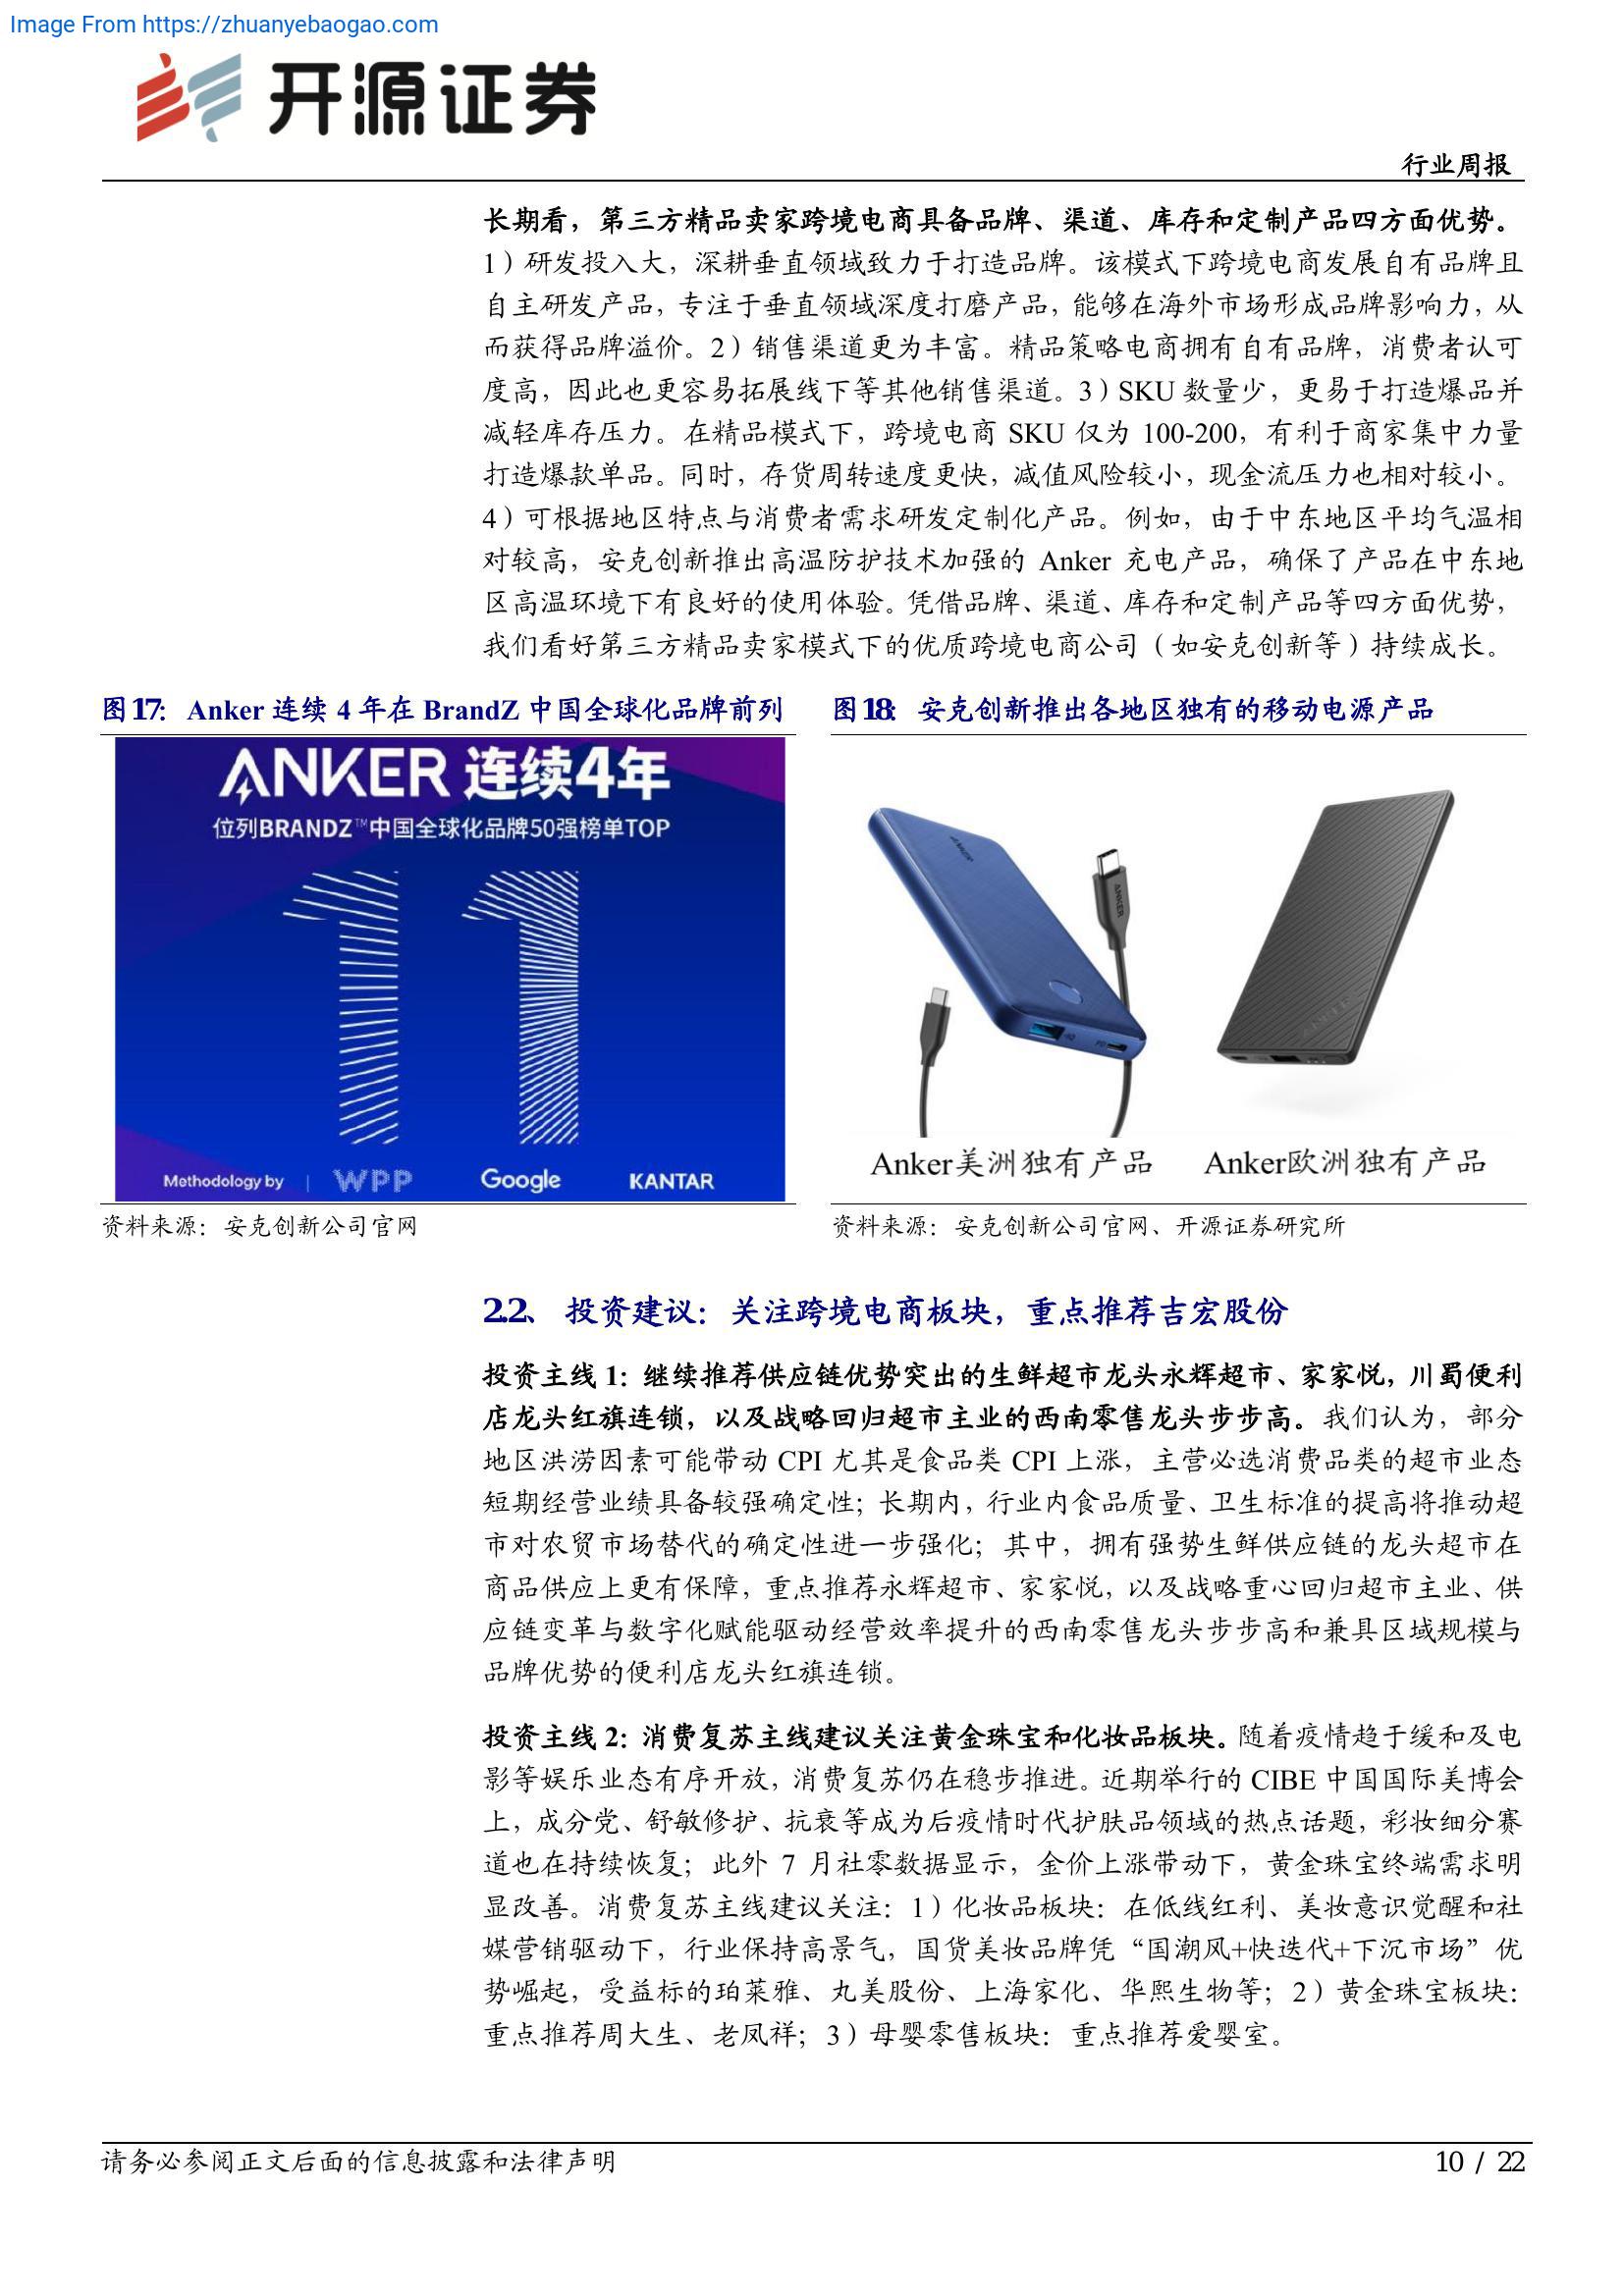 Image From https://zhuanyebaogao.com
开源证券
行业周报
长期看，第三方精品卖家跨境电商具备品牌、渠道、库存和定制产品四方面优势。
1）研发投入大，深耕垂直领域致力于打造品牌。该模式下跨境电商发展自有品牌且
自主研发产品，专注于垂直领域深度打磨产品，能够在海外市场形成品牌影响力，从
而获得品牌溢价。2）销售渠道更为丰富。精品策略电商拥有自有品牌，消费者认可
度高，因此也更容易拓展线下等其他销售渠道。3）SKU 数量少，更易于打造爆品并
减轻库存压力。在精品模式下，跨境电商 SKU 仅为 100-200，有利于商家集中力量
打造爆款单品。同时，存货周转速度更快，减值风险较小，现金流压力也相对较小。
4）可根据地区特点与消费者需求研发定制化产品。例如，由于中东地区平均气温相
对较高，安克创新推出高温防护技术加强的 Anker 充电产品，确保了产品在中东地
区高温环境下有良好的使用体验。凭借品牌、渠道、库存和定制产品等四方面优势，
我们看好第三方精品卖家模式下的优质跨境电商公司（如安克创新等）持续成长。
图17： Anker 连续 4 年在 BrandZ 中国全球化品牌前列
ANKER 连续4年
位列BRANDZ™中国全球化品牌50强榜单TOP
11
Methodology by | WPP Google KANTAR
资料来源：安克创新公司官网
图18： 安克创新推出各地区独有的移动电源产品
ANKER
ANKER
PD
ANKER
Anker美洲独有产品 Anker欧洲独有产品
资料来源：安克创新公司官网、开源证券研究所
2.2、 投资建议：关注跨境电商板块，重点推荐吉宏股份
投资主线 1：继续推荐供应链优势突出的生鲜超市龙头永辉超市、家家悦，川蜀便利
店龙头红旗连锁，以及战略回归超市主业的西南零售龙头步步高。我们认为，部分
地区洪涝因素可能带动 CPI 尤其是食品类 CPI 上涨，主营必选消费品类的超市业态
短期经营业绩具备较强确定性；长期内，行业内食品质量、卫生标准的提高将推动超
市对农贸市场替代的确定性进一步强化；其中，拥有强势生鲜供应链的龙头超市在
商品供应上更有保障，重点推荐永辉超市、家家悦，以及战略重心回归超市主业、供
应链变革与数字化赋能驱动经营效率提升的西南零售龙头步步高和兼具区域规模与
品牌优势的便利店龙头红旗连锁。
投资主线 2：消费复苏主线建议关注黄金珠宝和化妆品板块。随着疫情趋于缓和及电
影等娱乐业态有序开放，消费复苏仍在稳步推进。近期举行的 CIBE 中国国际美博会
上，成分党、舒敏修护、抗衰等成为后疫情时代护肤品领域的热点话题，彩妆细分赛
道也在持续恢复；此外 7 月社零数据显示，金价上涨带动下，黄金珠宝终端需求明
显改善。消费复苏主线建议关注：1）化妆品板块：在低线红利、美妆意识觉醒和社
媒营销驱动下，行业保持高景气，国货美妆品牌凭“国潮风+快迭代+下沉市场”优
势崛起，受益标的珀莱雅、丸美股份、上海家化、华熙生物等；2）黄金珠宝板块：
重点推荐周大生、老凤祥；3）母婴零售板块：重点推荐爱婴室。
请务必参阅正文后面的信息披露和法律声明
10 / 22